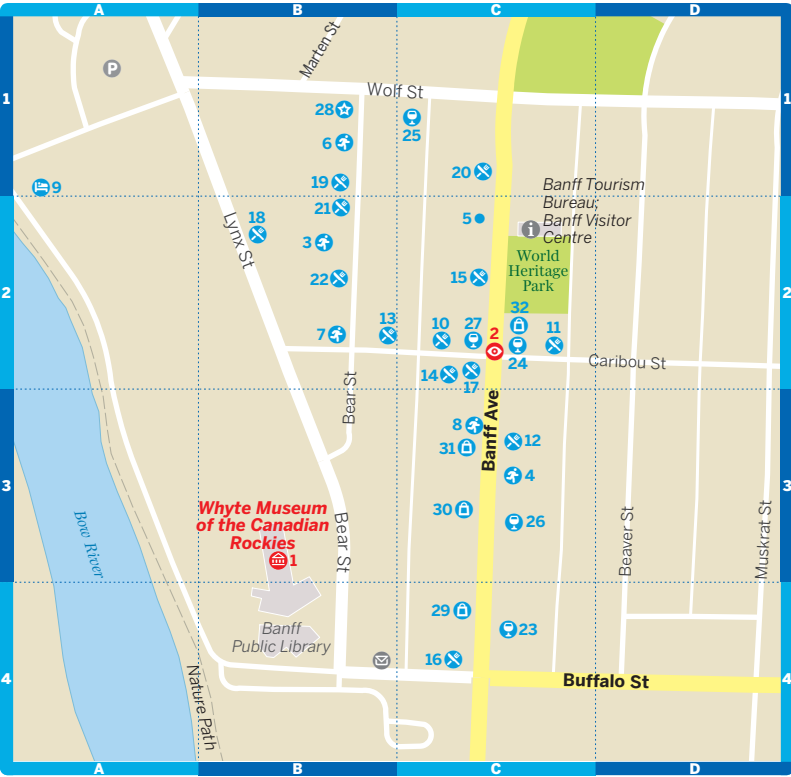 A
B
C
D
Marten St
P
Wolf St
1
1
28
25
6
20
19
9
Banff Tourism
Bureau;
Banff Visitor
Centre
i
21
18
5
Lynx St
3
World
Heritage
Park
22
15
2
2
32
13
10
27
2
11
7
24
Caribou St
14
17
Bear St
8
Banff Ave
12
31
4
3
3
30
26
Whyte Museum
of the Canadian
Rockies
1
Bear St
Bow River
Beaver St
Muskrat St
29
23
Banff
Public Library
16
4
4
Buffalo St
Nature Path
A
B
C
D